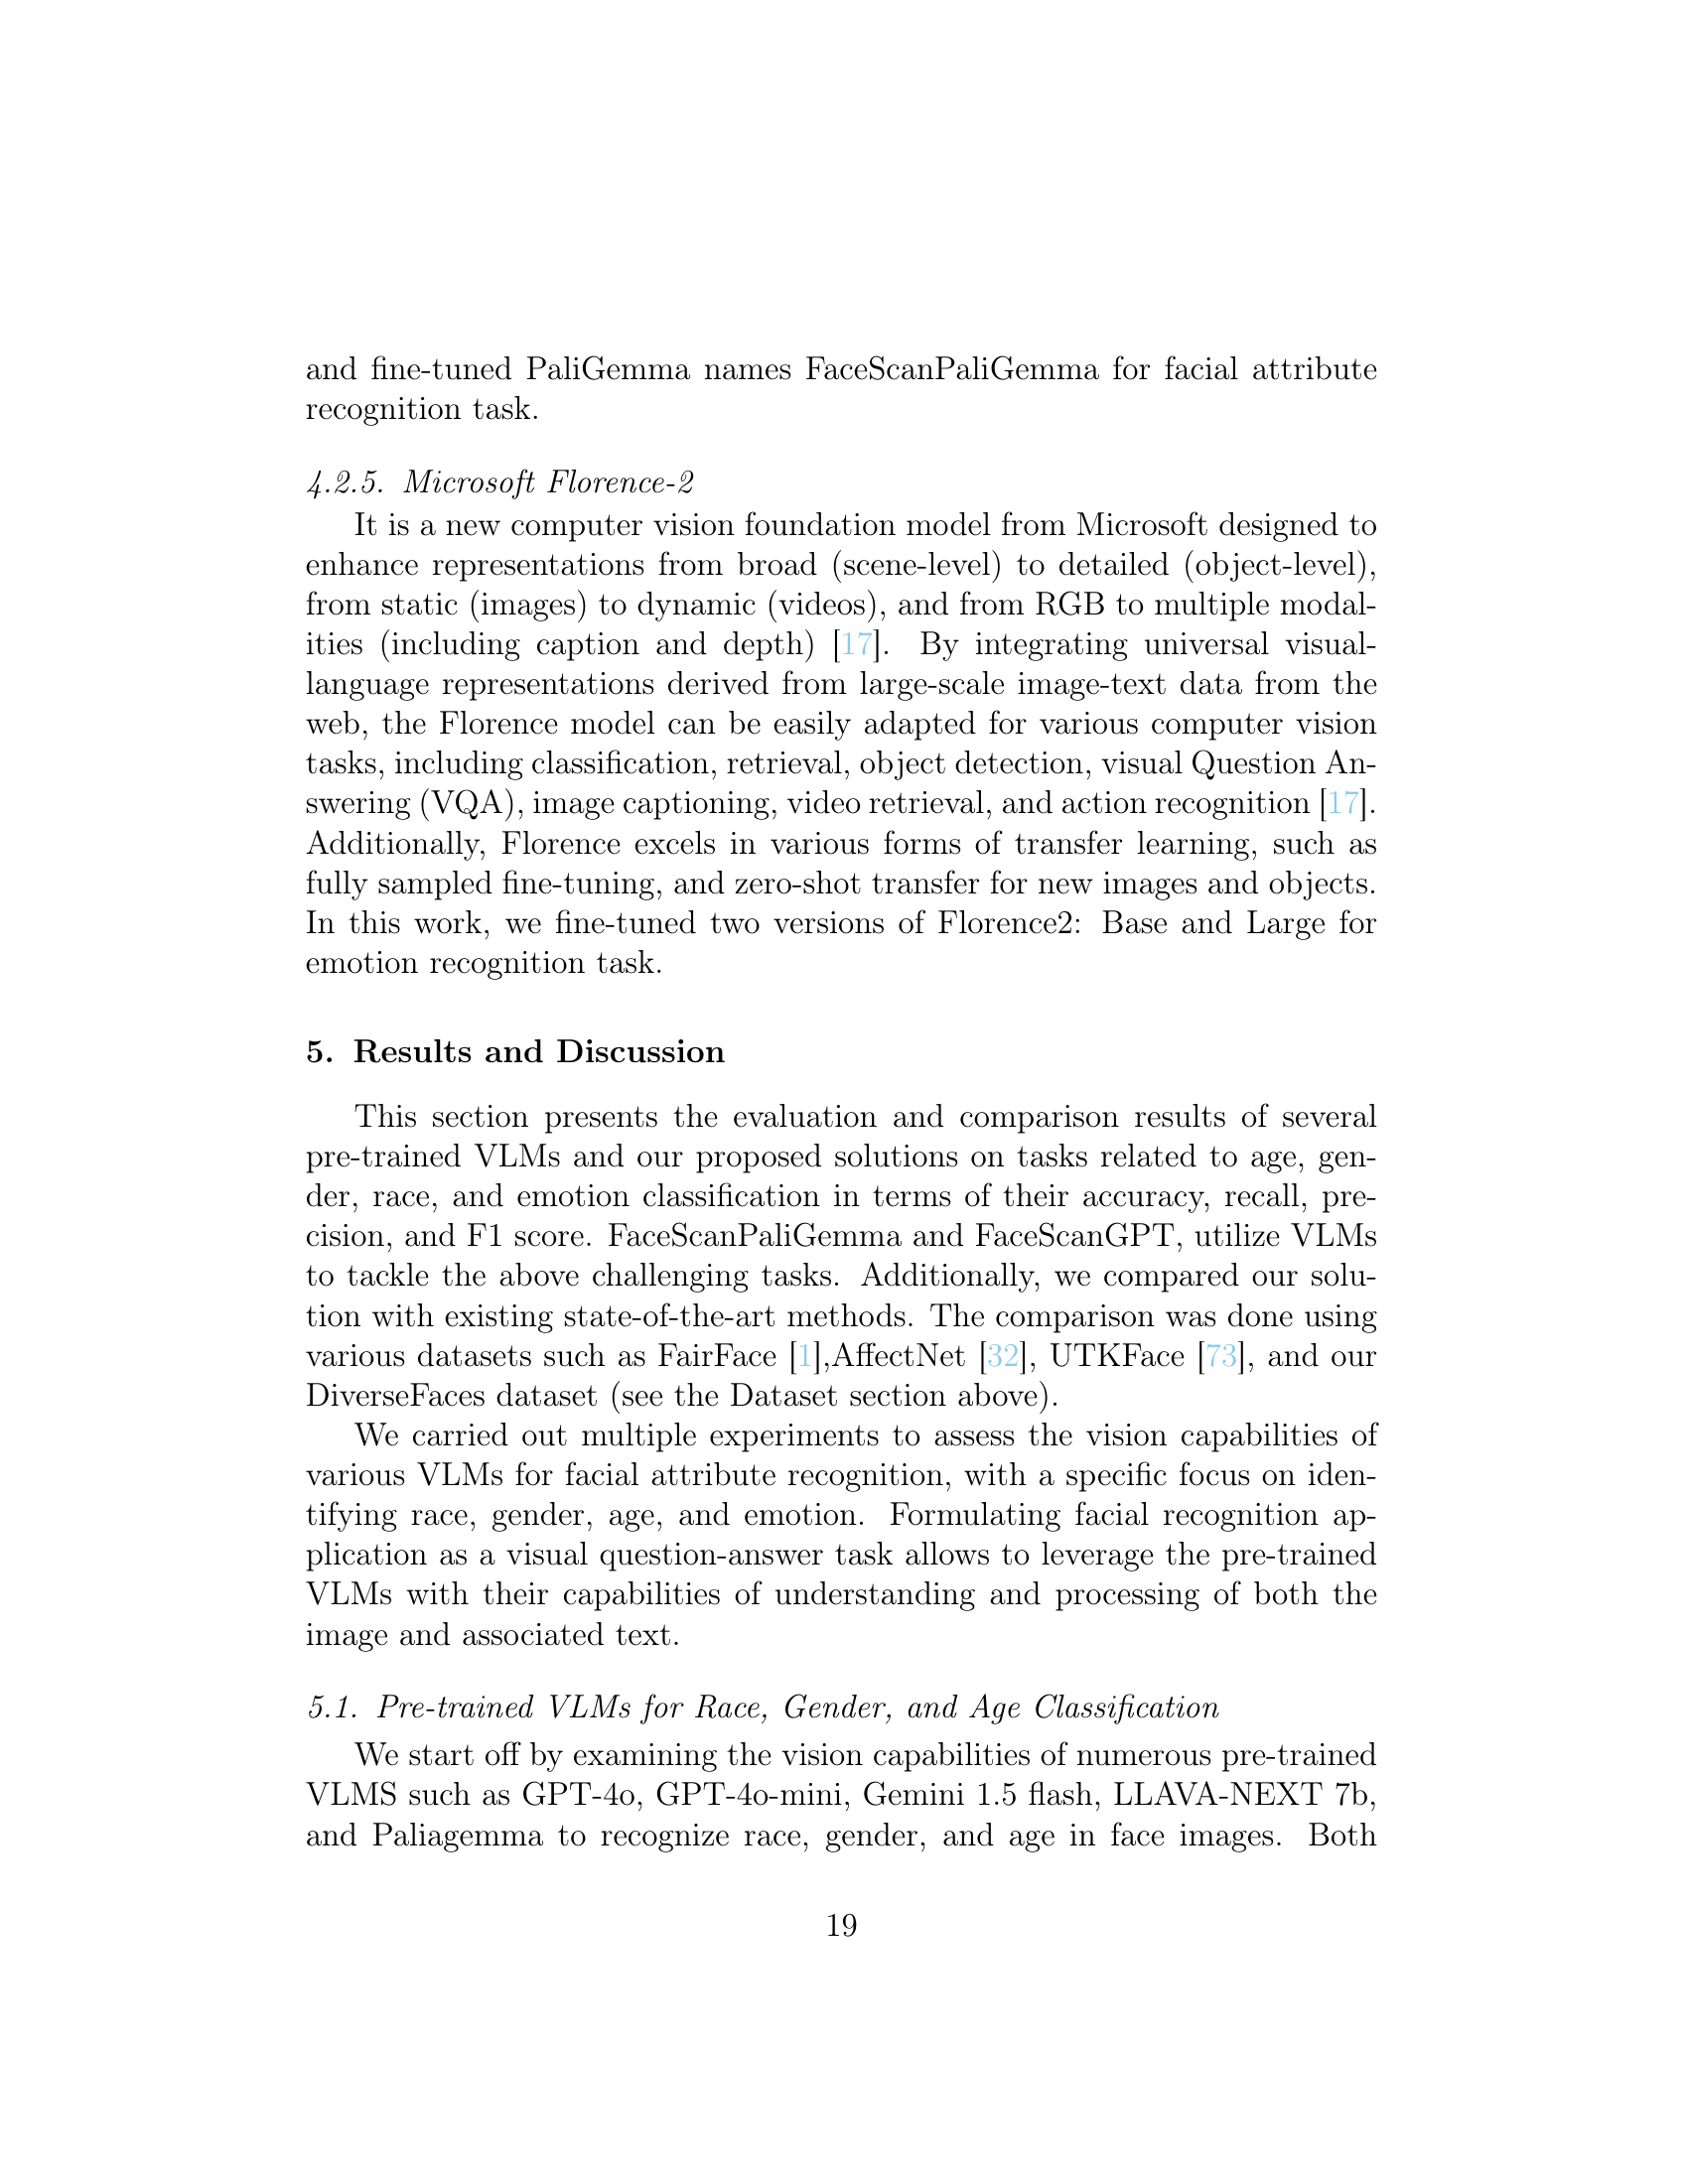 and fine-tuned PaliGemma names FaceScanPaliGemma for facial attribute
recognition task.
4.2.5. Microsoft Florence-2
It is a new computer vision foundation model from Microsoft designed to
enhance representations from broad (scene-level) to detailed (object-level),
from static (images) to dynamic (videos), and from RGB to multiple modal-
ities (including caption and depth) [17]. By integrating universal visual-
language representations derived from large-scale image-text data from the
web, the Florence model can be easily adapted for various computer vision
tasks, including classification, retrieval, object detection, visual Question An-
swering (VQA), image captioning, video retrieval, and action recognition [17].
Additionally, Florence excels in various forms of transfer learning, such as
fully sampled fine-tuning, and zero-shot transfer for new images and objects.
In this work, we fine-tuned two versions of Florence2: Base and Large for
emotion recognition task.
5. Results and Discussion
This section presents the evaluation and comparison results of several
pre-trained VLMs and our proposed solutions on tasks related to age, gen-
der, race, and emotion classification in terms of their accuracy, recall, pre-
cision, and F1 score. FaceScanPaliGemma and FaceScanGPT, utilize VLMs
to tackle the above challenging tasks. Additionally, we compared our solu-
tion with existing state-of-the-art methods. The comparison was done using
various datasets such as FairFace [1],AffectNet [32], UTKFace [73], and our
DiverseFaces dataset (see the Dataset section above).
We carried out multiple experiments to assess the vision capabilities of
various VLMs for facial attribute recognition, with a specific focus on iden-
tifying race, gender, age, and emotion. Formulating facial recognition ap-
plication as a visual question-answer task allows to leverage the pre-trained
VLMs with their capabilities of understanding and processing of both the
image and associated text.
5.1. Pre-trained VLMs for Race, Gender, and Age Classification
We start off by examining the vision capabilities of numerous pre-trained
VLMS such as GPT-4o, GPT-4o-mini, Gemini 1.5 flash, LLAVA-NEXT 7b,
and Paliagemma to recognize race, gender, and age in face images. Both
19